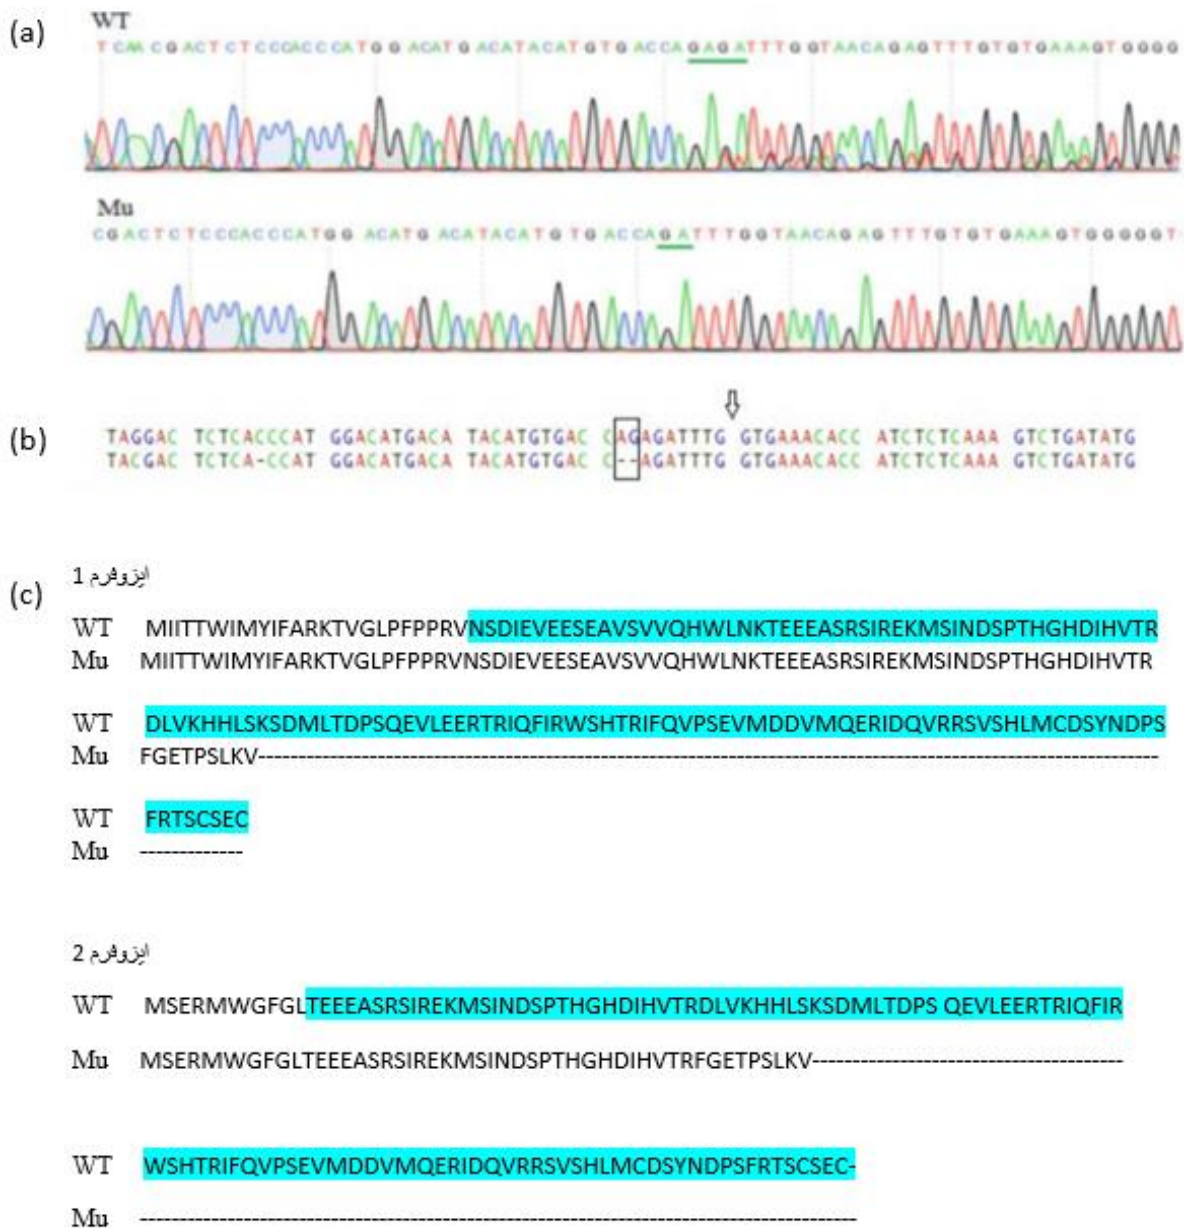 (a)
WT
TCAACGACTCTCCCACCCATGGACATGACATACATGTGACCAGAGATTTGGTAACAGAGTTTGTGTGAAAGTGGGG
Mu
CGACTCTCCCACCCATGGACATGACATACATGTGACCAGATTTGGTAACAGAGTTTGTGTGAAAGTGGGGGT
(b)
TAGGAC TCTCACCCAT GGACATGACA TACATGTGAC CAGAGATTTG GTGAAACACC ATCTCTCAAA GTCTGATATG
TACGAC TCTCA-CCAT GGACATGACA TACATGTGAC C--AGATTTG GTGAAACACC ATCTCTCAAA GTCTGATATG
(c)
ایزوفرم 1
WT MIITTWIMYIFARKTVGLPFPPRVNSDIEVEESEAVSVVQHWLNKTEEEASRSIREKMSINDSPTHGHDIHVTR
Mu MIITTWIMYIFARKTVGLPFPPRVNSDIEVEESEAVSVVQHWLNKTEEEASRSIREKMSINDSPTHGHDIHVTR
WT DLVKHHLSKSDMLTDPSQEVLEERTRIQFIRWSHTRIFQVPSEVMDDVMQERIDQVRRSVSHLMCDSYNDPS
Mu FGETPSLKV------------------------------------------------------------------------------------------
WT FRTSCSEC
Mu -------------
ایزوفرم 2
WT MSERMWGFGLTEEEASRSIREKMSINDSPTHGHDIHVTRDLVKHHLSKSDMLTDPS QEVLEERTRIQFIR
Mu MSERMWGFGLTEEEASRSIREKMSINDSPTHGHDIHVTRFGETPSLKV---------------------------------------
WT WSHTRIFQVPSEVMDDVMQERIDQVRRSVSHLMCDSYNDPSFRTSCSEC-
Mu ------------------------------------------------------------------------------------------